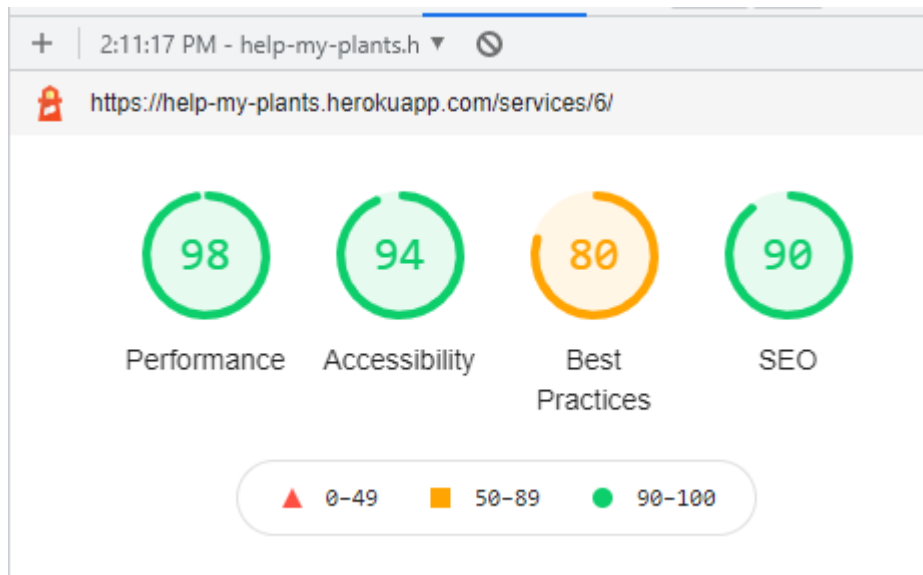 2:11:17 PM - help-my-plants.h
https://help-my-plants.herokuapp.com/services/6/
98 94 80 90
Performance Accessibility Best Practices SEO
0–49 50–89 90–100